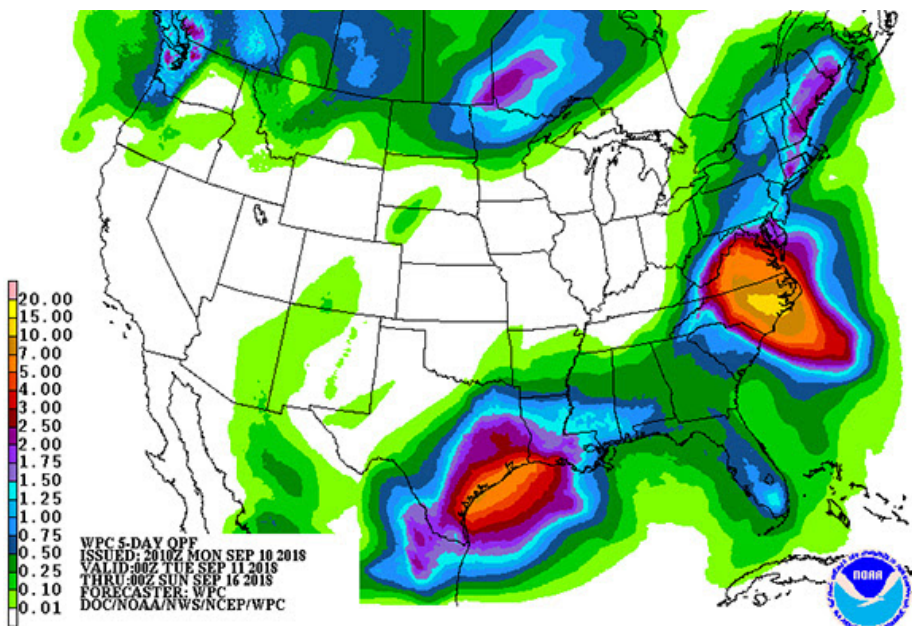 20.00
15.00
10.00
7.00
5.00
4.00
3.00
2.50
2.00
1.75
1.50
1.25
1.00
0.75
0.50
0.25
0.10
0.01
WPC 5-DAY QPF
ISSUED: 2010Z MON SEP 10 2018
VALID:00Z TUE SEP 11 2018
THRU:00Z SUN SEP 16 2018
FORECASTER: WPC
DOC/NOAA/NWS/NCEP/WPC
NOAA